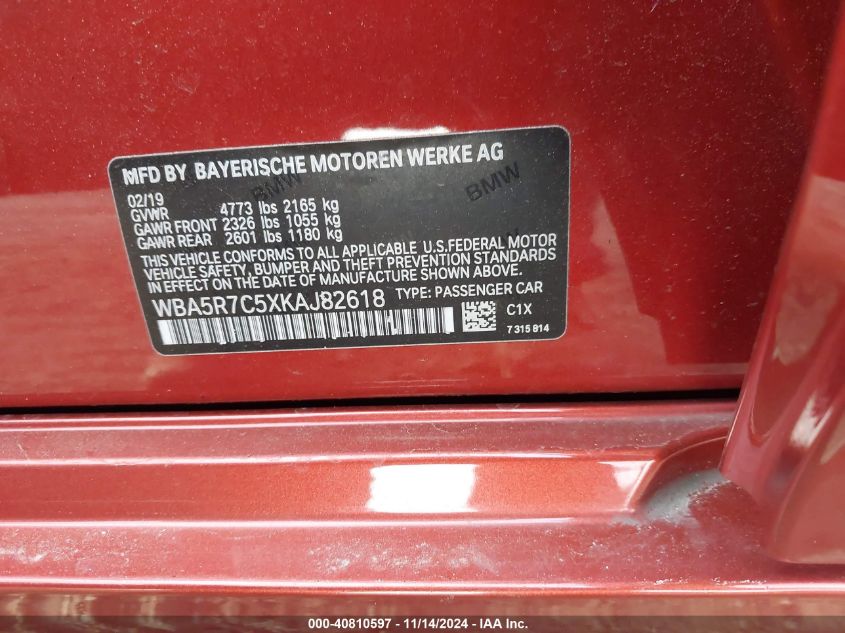 MFD BY BAYERISCHE MOTOREN WERKE AG
BMW BMW
02/19
GVWR 4773 lbs 2165 kg
GAWR FRONT 2326 lbs 1055 kg
GAWR REAR 2601 lbs 1180 kg
THIS VEHICLE CONFORMS TO ALL APPLICABLE U.S.FEDERAL MOTOR
VEHICLE SAFETY, BUMPER AND THEFT PREVENTION STANDARDS
IN EFFECT ON THE DATE OF MANUFACTURE SHOWN ABOVE.
WBA5R7C5XKAJ82618 TYPE: PASSENGER CAR
C1X
7 315 814
000-40810597 - 11/14/2024 - IAA Inc.